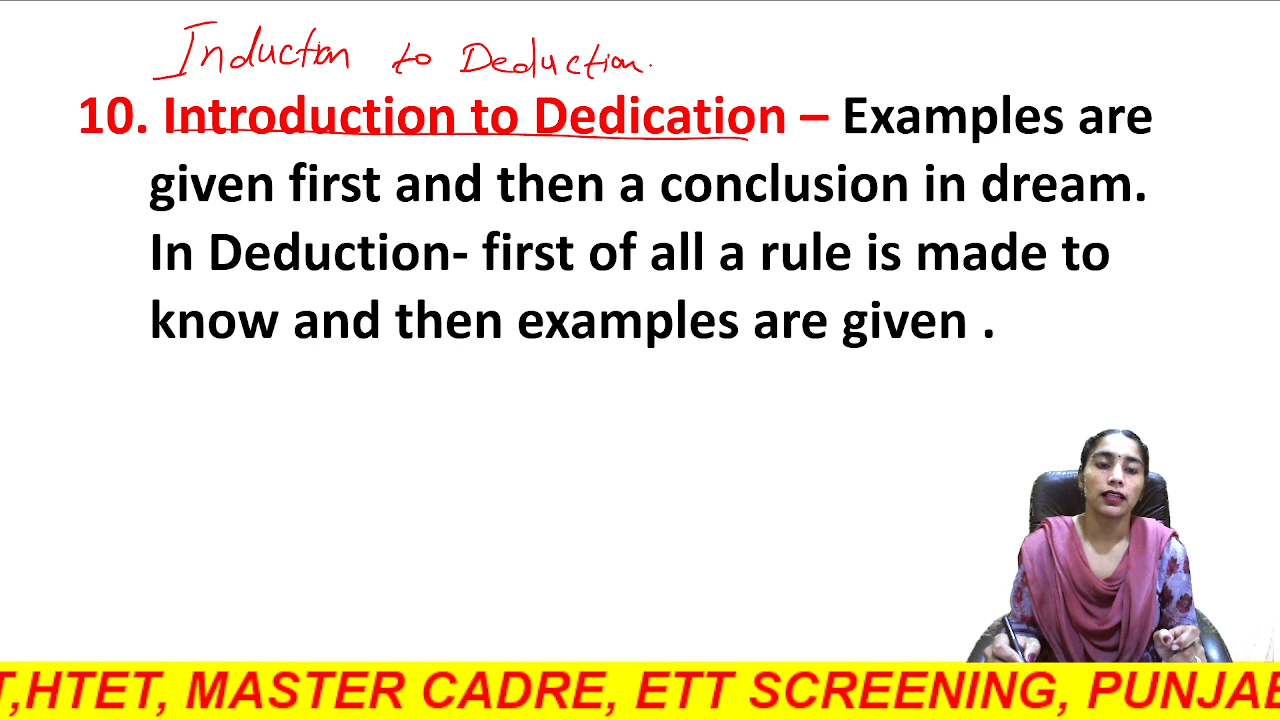 Induction to Deduction.
10. Introduction to Dedication – Examples are
given first and then a conclusion in dream.
In Deduction- first of all a rule is made to
know and then examples are given .
T,HTET, MASTER CADRE, ETT SCREENING, PUNJAB